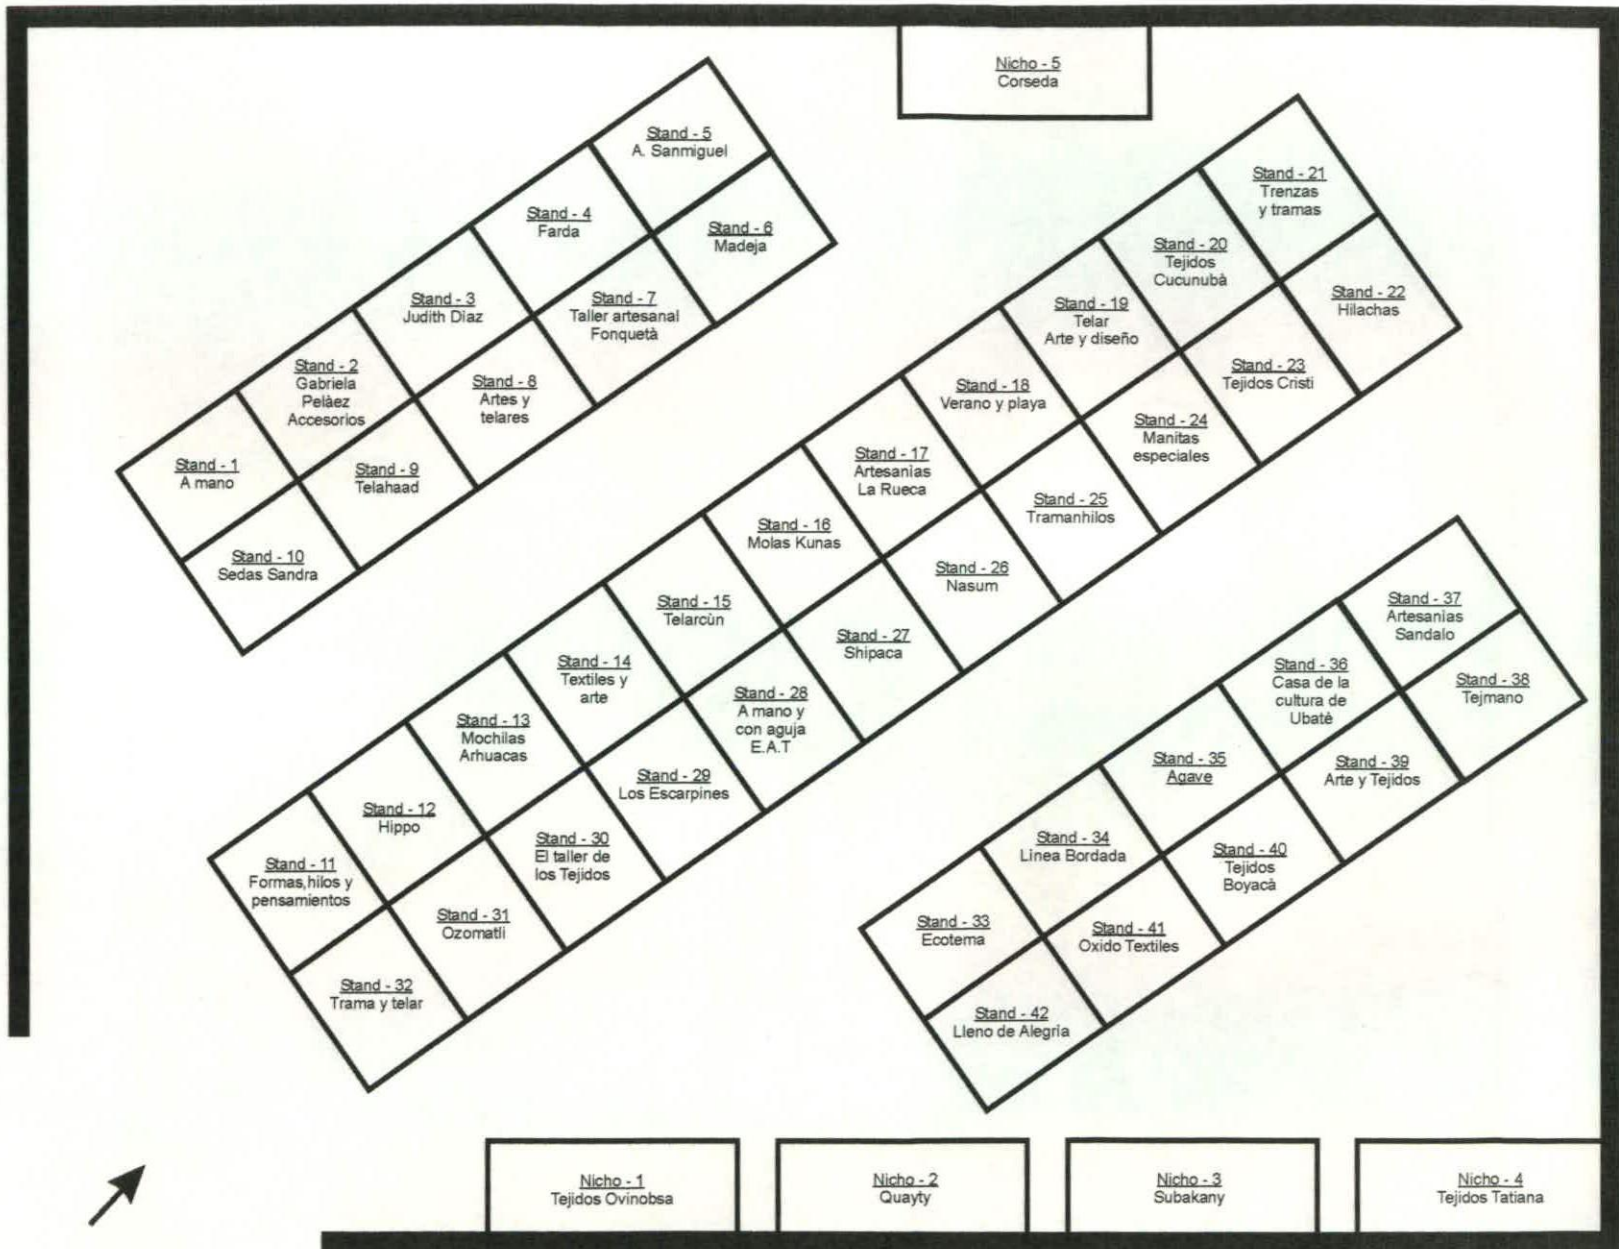 Nicho - 5
Corseda
Stand - 1
A mano
Stand - 2
Gabriela
Pelàez
Accesorios
Stand - 3
Judith Dìaz
Stand - 4
Farda
Stand - 5
A. Sanmiguel
Stand - 6
Madeja
Stand - 7
Taller artesanal
Fonquetà
Stand - 8
Artes y
telares
Stand - 9
Telahaad
Stand - 10
Sedas Sandra
Stand - 11
Formas,hilos y
pensamientos
Stand - 12
Hippo
Stand - 13
Mochilas
Arhuacas
Stand - 14
Textiles y
arte
Stand - 15
Telarcùn
Stand - 16
Molas Kunas
Stand - 17
Artesanìas
La Rueca
Stand - 18
Verano y playa
Stand - 19
Telar
Arte y diseño
Stand - 20
Tejidos
Cucunubà
Stand - 21
Trenzas
y tramas
Stand - 22
Hilachas
Stand - 23
Tejidos Cristi
Stand - 24
Manitas
especiales
Stand - 25
Tramanhilos
Stand - 26
Nasum
Stand - 27
Shipaca
Stand - 28
A mano y
con aguja
E.A.T
Stand - 29
Los Escarpines
Stand - 30
El taller de
los Tejidos
Stand - 31
Ozomatli
Stand - 32
Trama y telar
Stand - 33
Ecotema
Stand - 34
Lìnea Bordada
Stand - 35
Agave
Stand - 36
Casa de la
cultura de
Ubatè
Stand - 37
Artesanìas
Sandalo
Stand - 38
Tejmano
Stand - 39
Arte y Tejidos
Stand - 40
Tejidos
Boyacà
Stand - 41
Oxido Textiles
Stand - 42
Lleno de Alegrìa
Nicho - 1
Tejidos Ovinobsa
Nicho - 2
Quayty
Nicho - 3
Subakany
Nicho - 4
Tejidos Tatiana